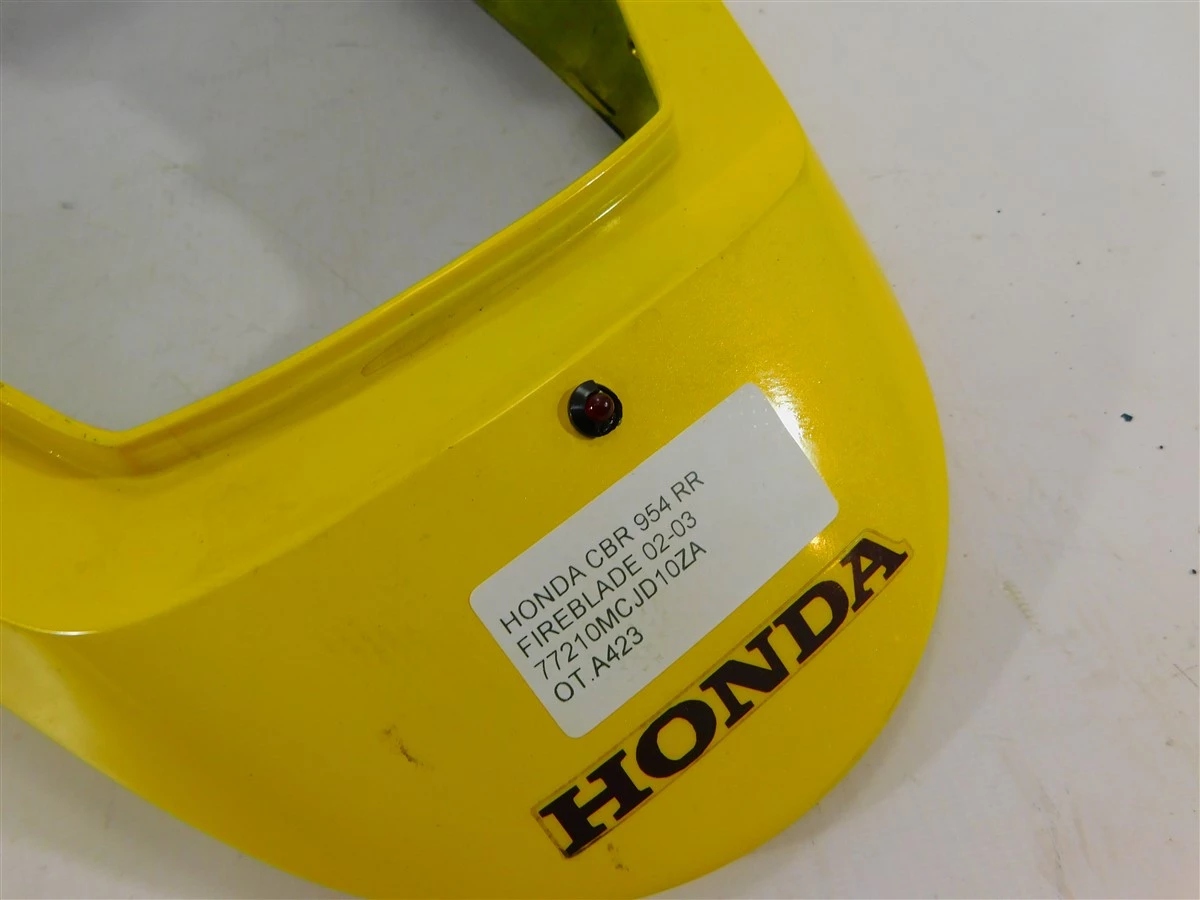 HONDA CBR 954 RR
FIREBLADE 02-03
77210MCJD10ZA
OT.A423
HONDA